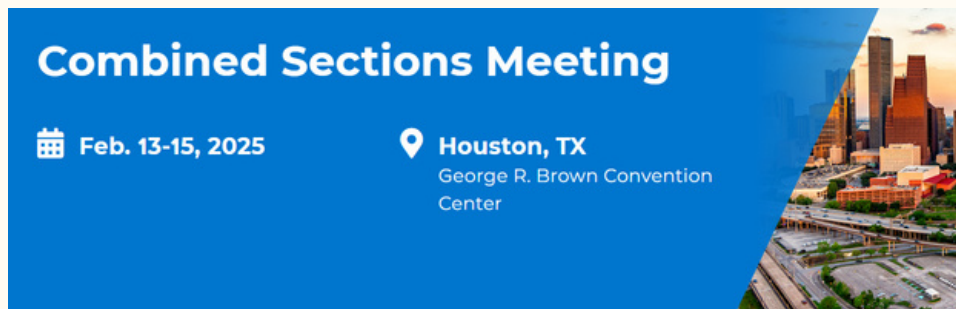 Combined Sections Meeting
Feb. 13-15, 2025
Houston, TX
George R. Brown Convention
Center